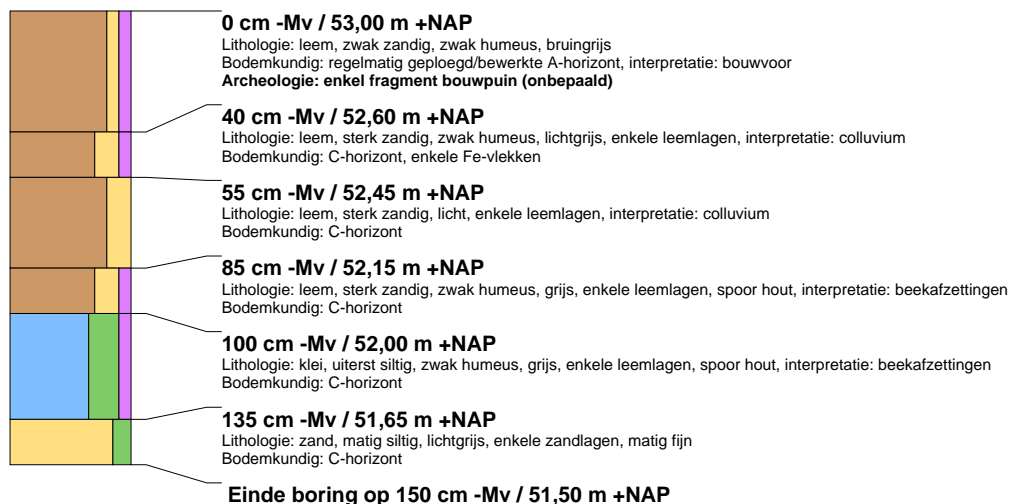 0 cm -Mv / 53,00 m +NAP
Lithologie: leem, zwak zandig, zwak humeus, bruingrijs
Bodemkundig: regelmatig geploegd/bewerkte A-horizont, interpretatie: bouwvoor
Archeologie: enkel fragment bouwpuin (onbepaald)
40 cm -Mv / 52,60 m +NAP
Lithologie: leem, sterk zandig, zwak humeus, lichtgrijs, enkele leemlagen, interpretatie: colluvium
Bodemkundig: C-horizont, enkele Fe-vlekken
55 cm -Mv / 52,45 m +NAP
Lithologie: leem, sterk zandig, licht, enkele leemlagen, interpretatie: colluvium
Bodemkundig: C-horizont
85 cm -Mv / 52,15 m +NAP
Lithologie: leem, sterk zandig, zwak humeus, grijs, enkele leemlagen, spoor hout, interpretatie: beekafzettingen
Bodemkundig: C-horizont
100 cm -Mv / 52,00 m +NAP
Lithologie: klei, uiterst siltig, zwak humeus, grijs, enkele leemlagen, spoor hout, interpretatie: beekafzettingen
Bodemkundig: C-horizont
135 cm -Mv / 51,65 m +NAP
Lithologie: zand, matig siltig, lichtgrijs, enkele zandlagen, matig fijn
Bodemkundig: C-horizont
Einde boring op 150 cm -Mv / 51,50 m +NAP